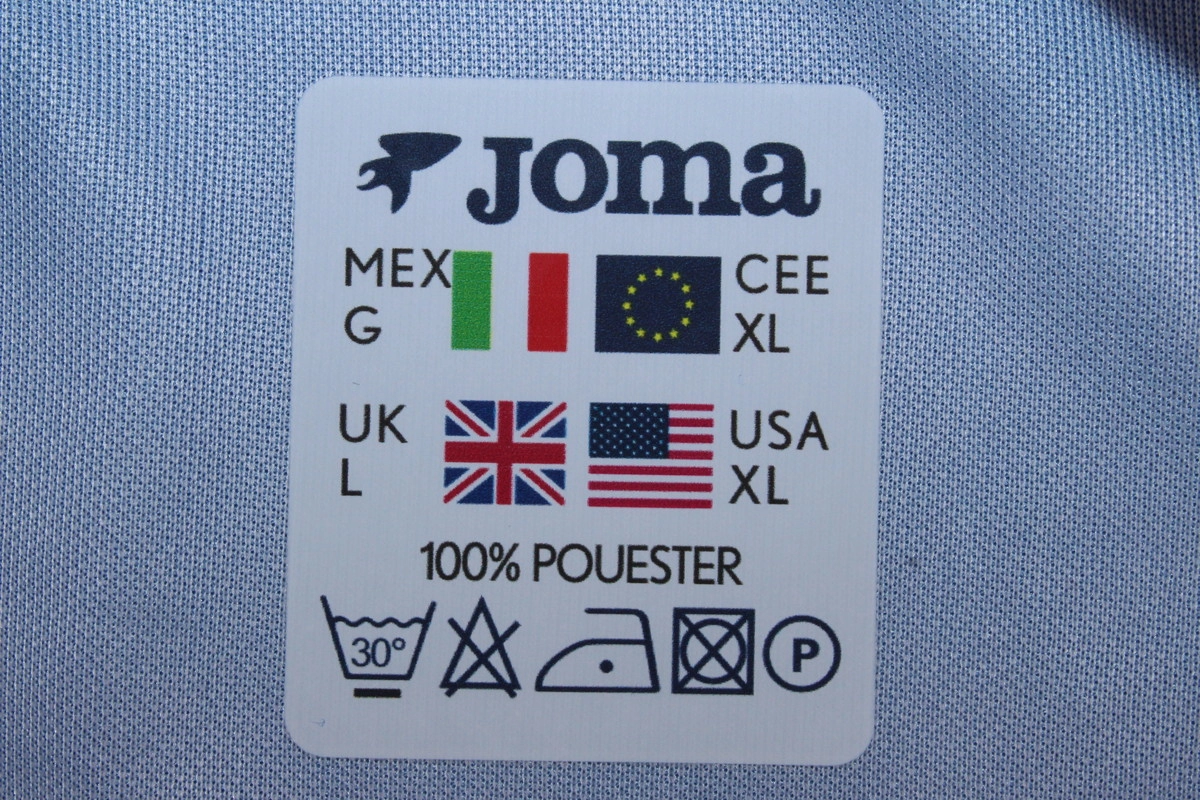 Joma
MEX CEE
G XL
UK USA
L XL
100% POUESTER
30° P